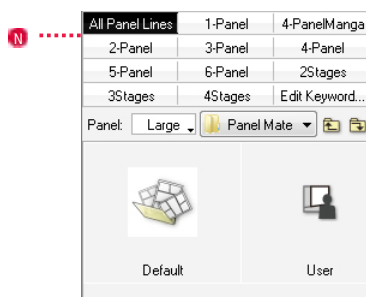 N
All Panel Lines 1-Panel 4-PanelManga
2-Panel 3-Panel 4-Panel
5-Panel 6-Panel 2Stages
3Stages 4Stages Edit Keyword...
Panel: Large Panel Mate
Default User